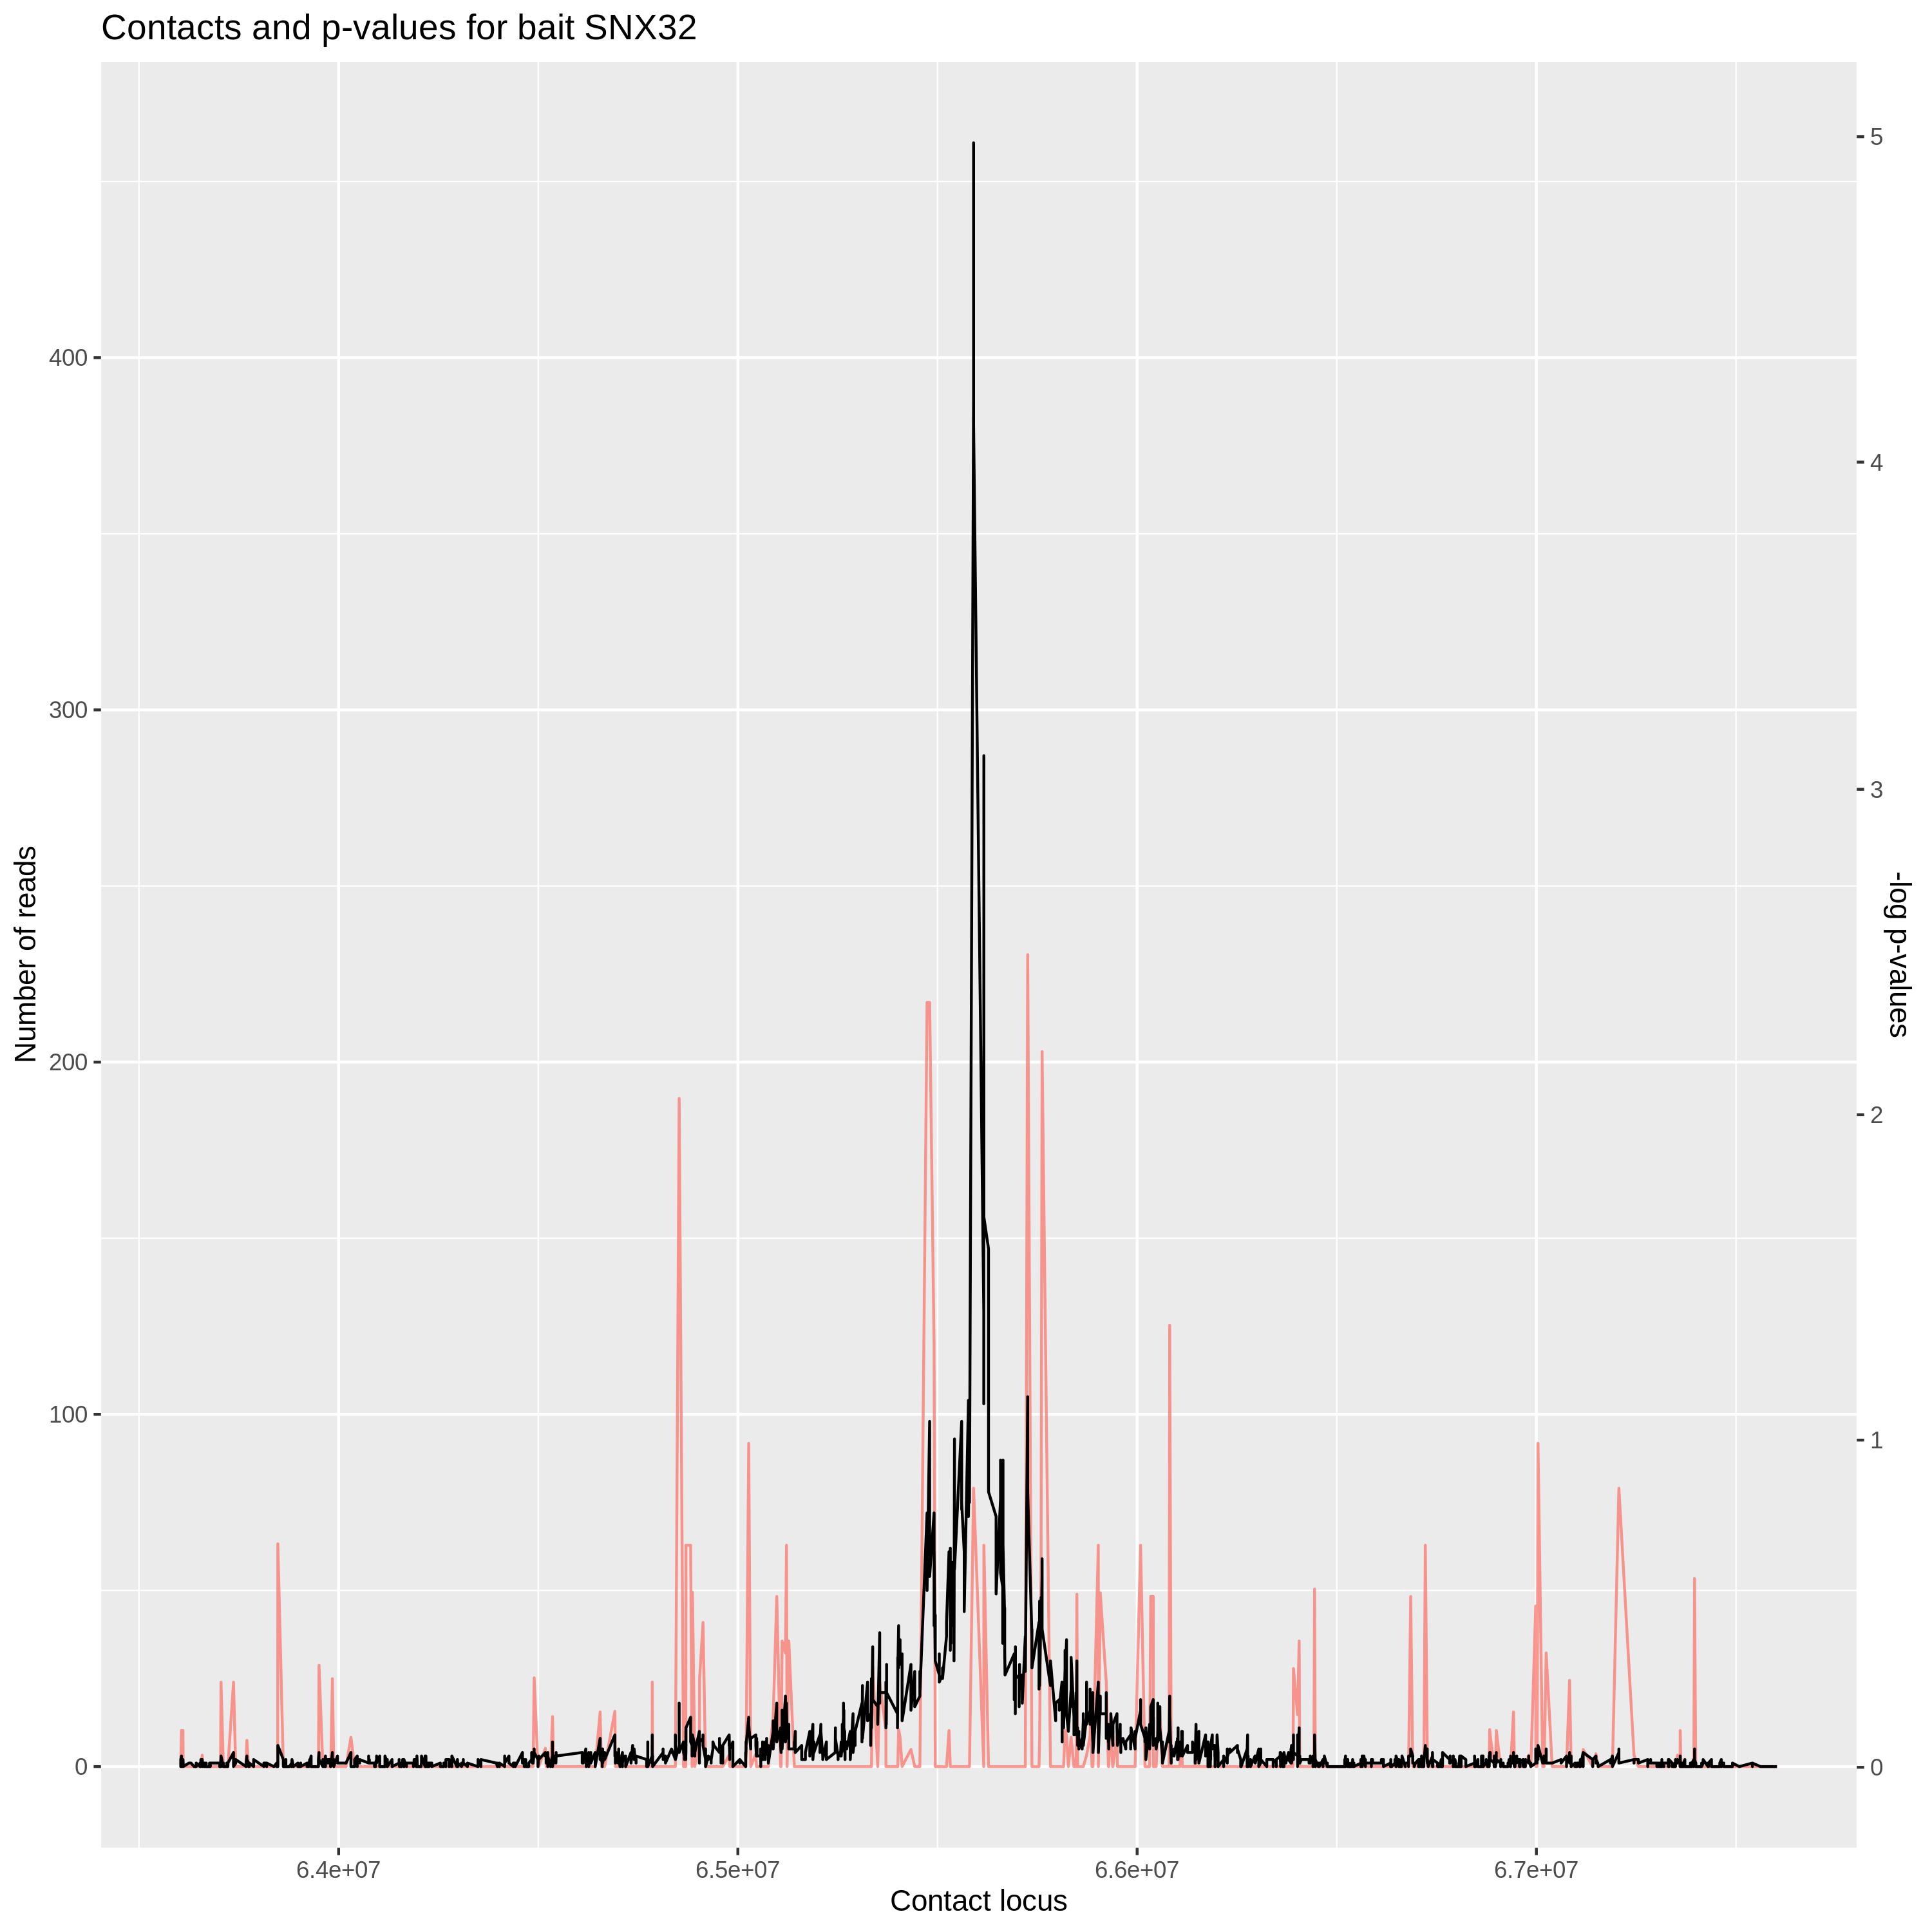 Contacts and p-values for bait SNX32
Number of reads
400
300
200
100
0
5
4
3
2
1
0
-log p-values
6.4e+07
6.5e+07
6.6e+07
6.7e+07
Contact locus